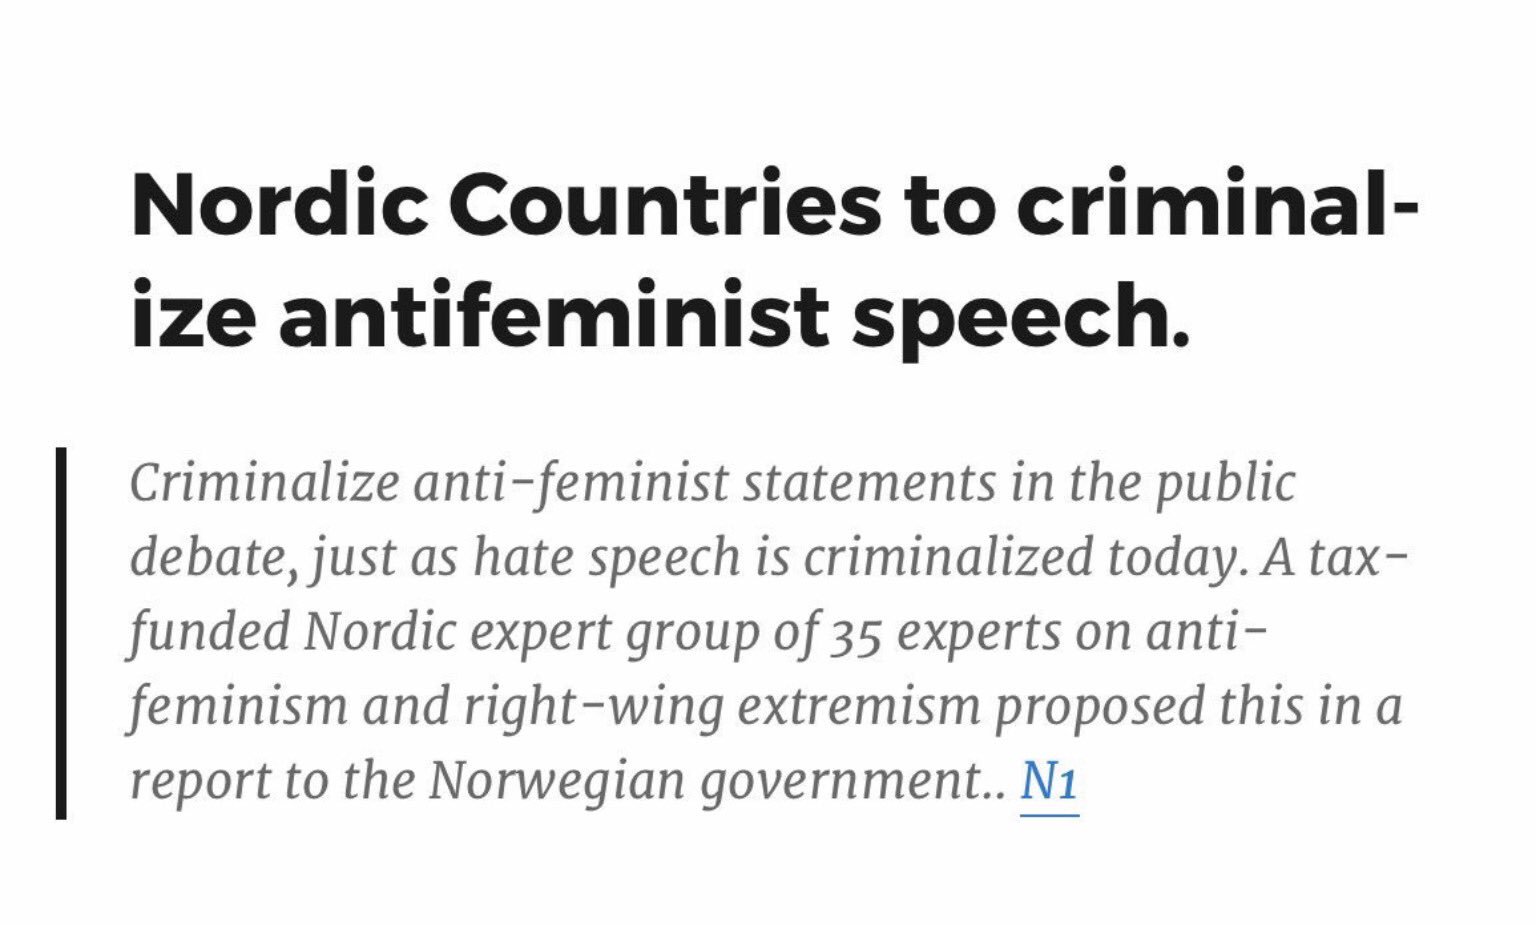 Nordic Countries to criminal-
ize antifeminist speech.
Criminalize anti-feminist statements in the public
debate, just as hate speech is criminalized today. A tax-
funded Nordic expert group of 35 experts on anti-
feminism and right-wing extremism proposed this in a
report to the Norwegian government.. N1